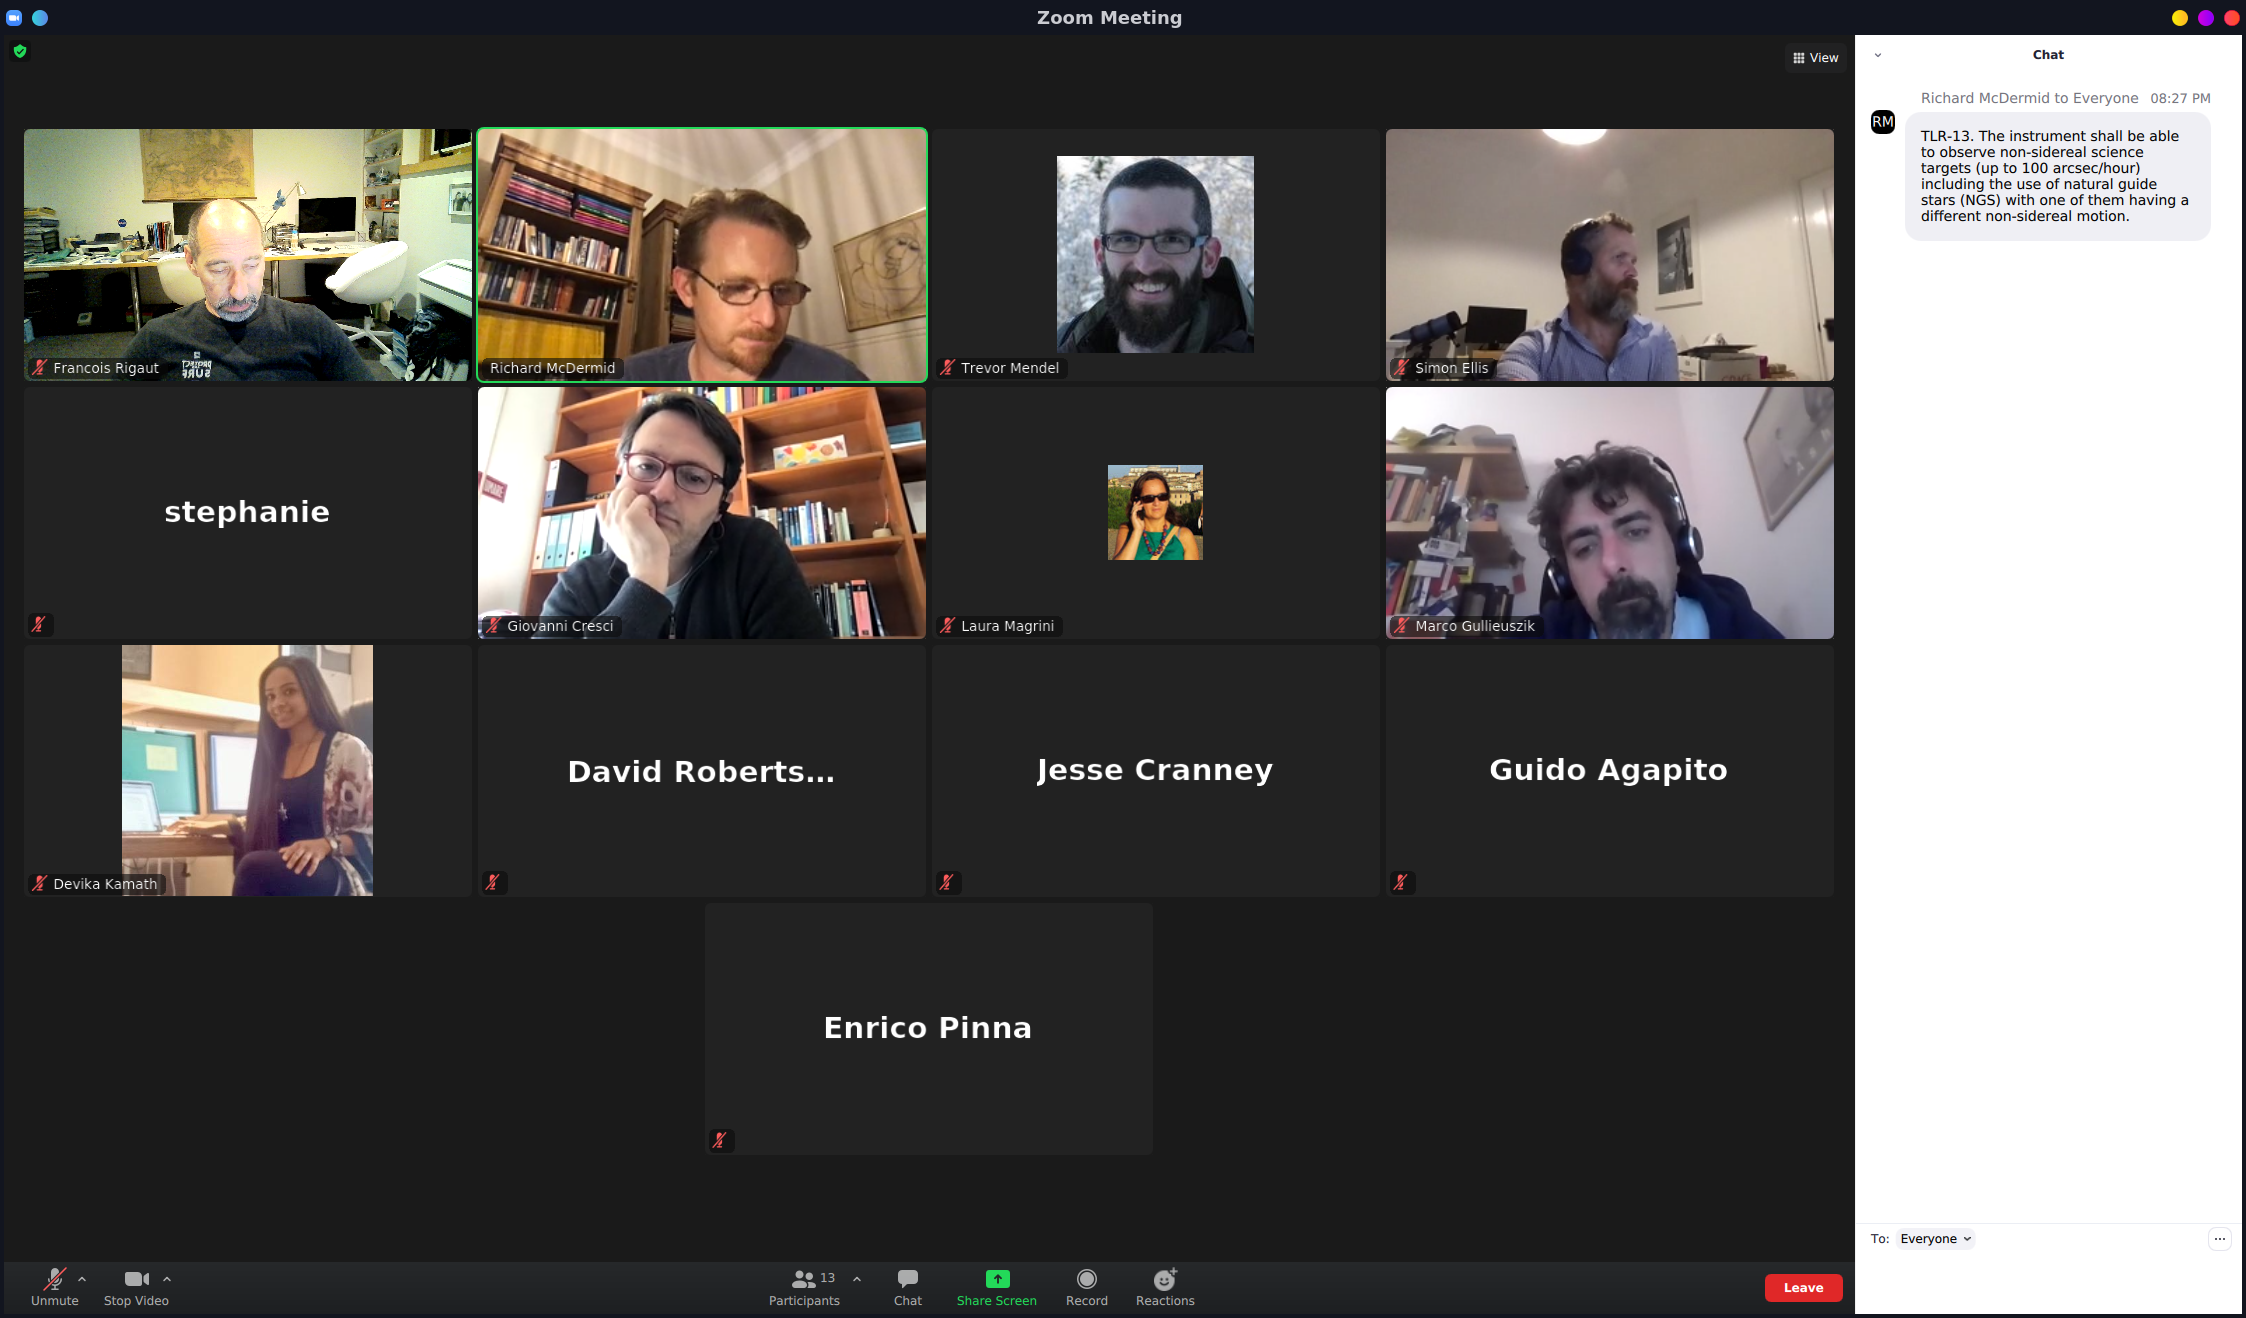 Zoom Meeting
View
Francois Rigaut
Richard McDermid
Trevor Mendel
Simon Ellis
stephanie
Giovanni Cresci
Laura Magrini
Marco Gullieuszik
Devika Kamath
David Roberts...
Jesse Cranney
Guido Agapito
Enrico Pinna
Unmute
Stop Video
13
Participants
Chat
Share Screen
Record
Reactions
Leave
Chat
Richard McDermid to Everyone 08:27 PM
RM
TLR-13. The instrument shall be able
to observe non-sidereal science
targets (up to 100 arcsec/hour)
including the use of natural guide
stars (NGS) with one of them having a
different non-sidereal motion.
To: Everyone